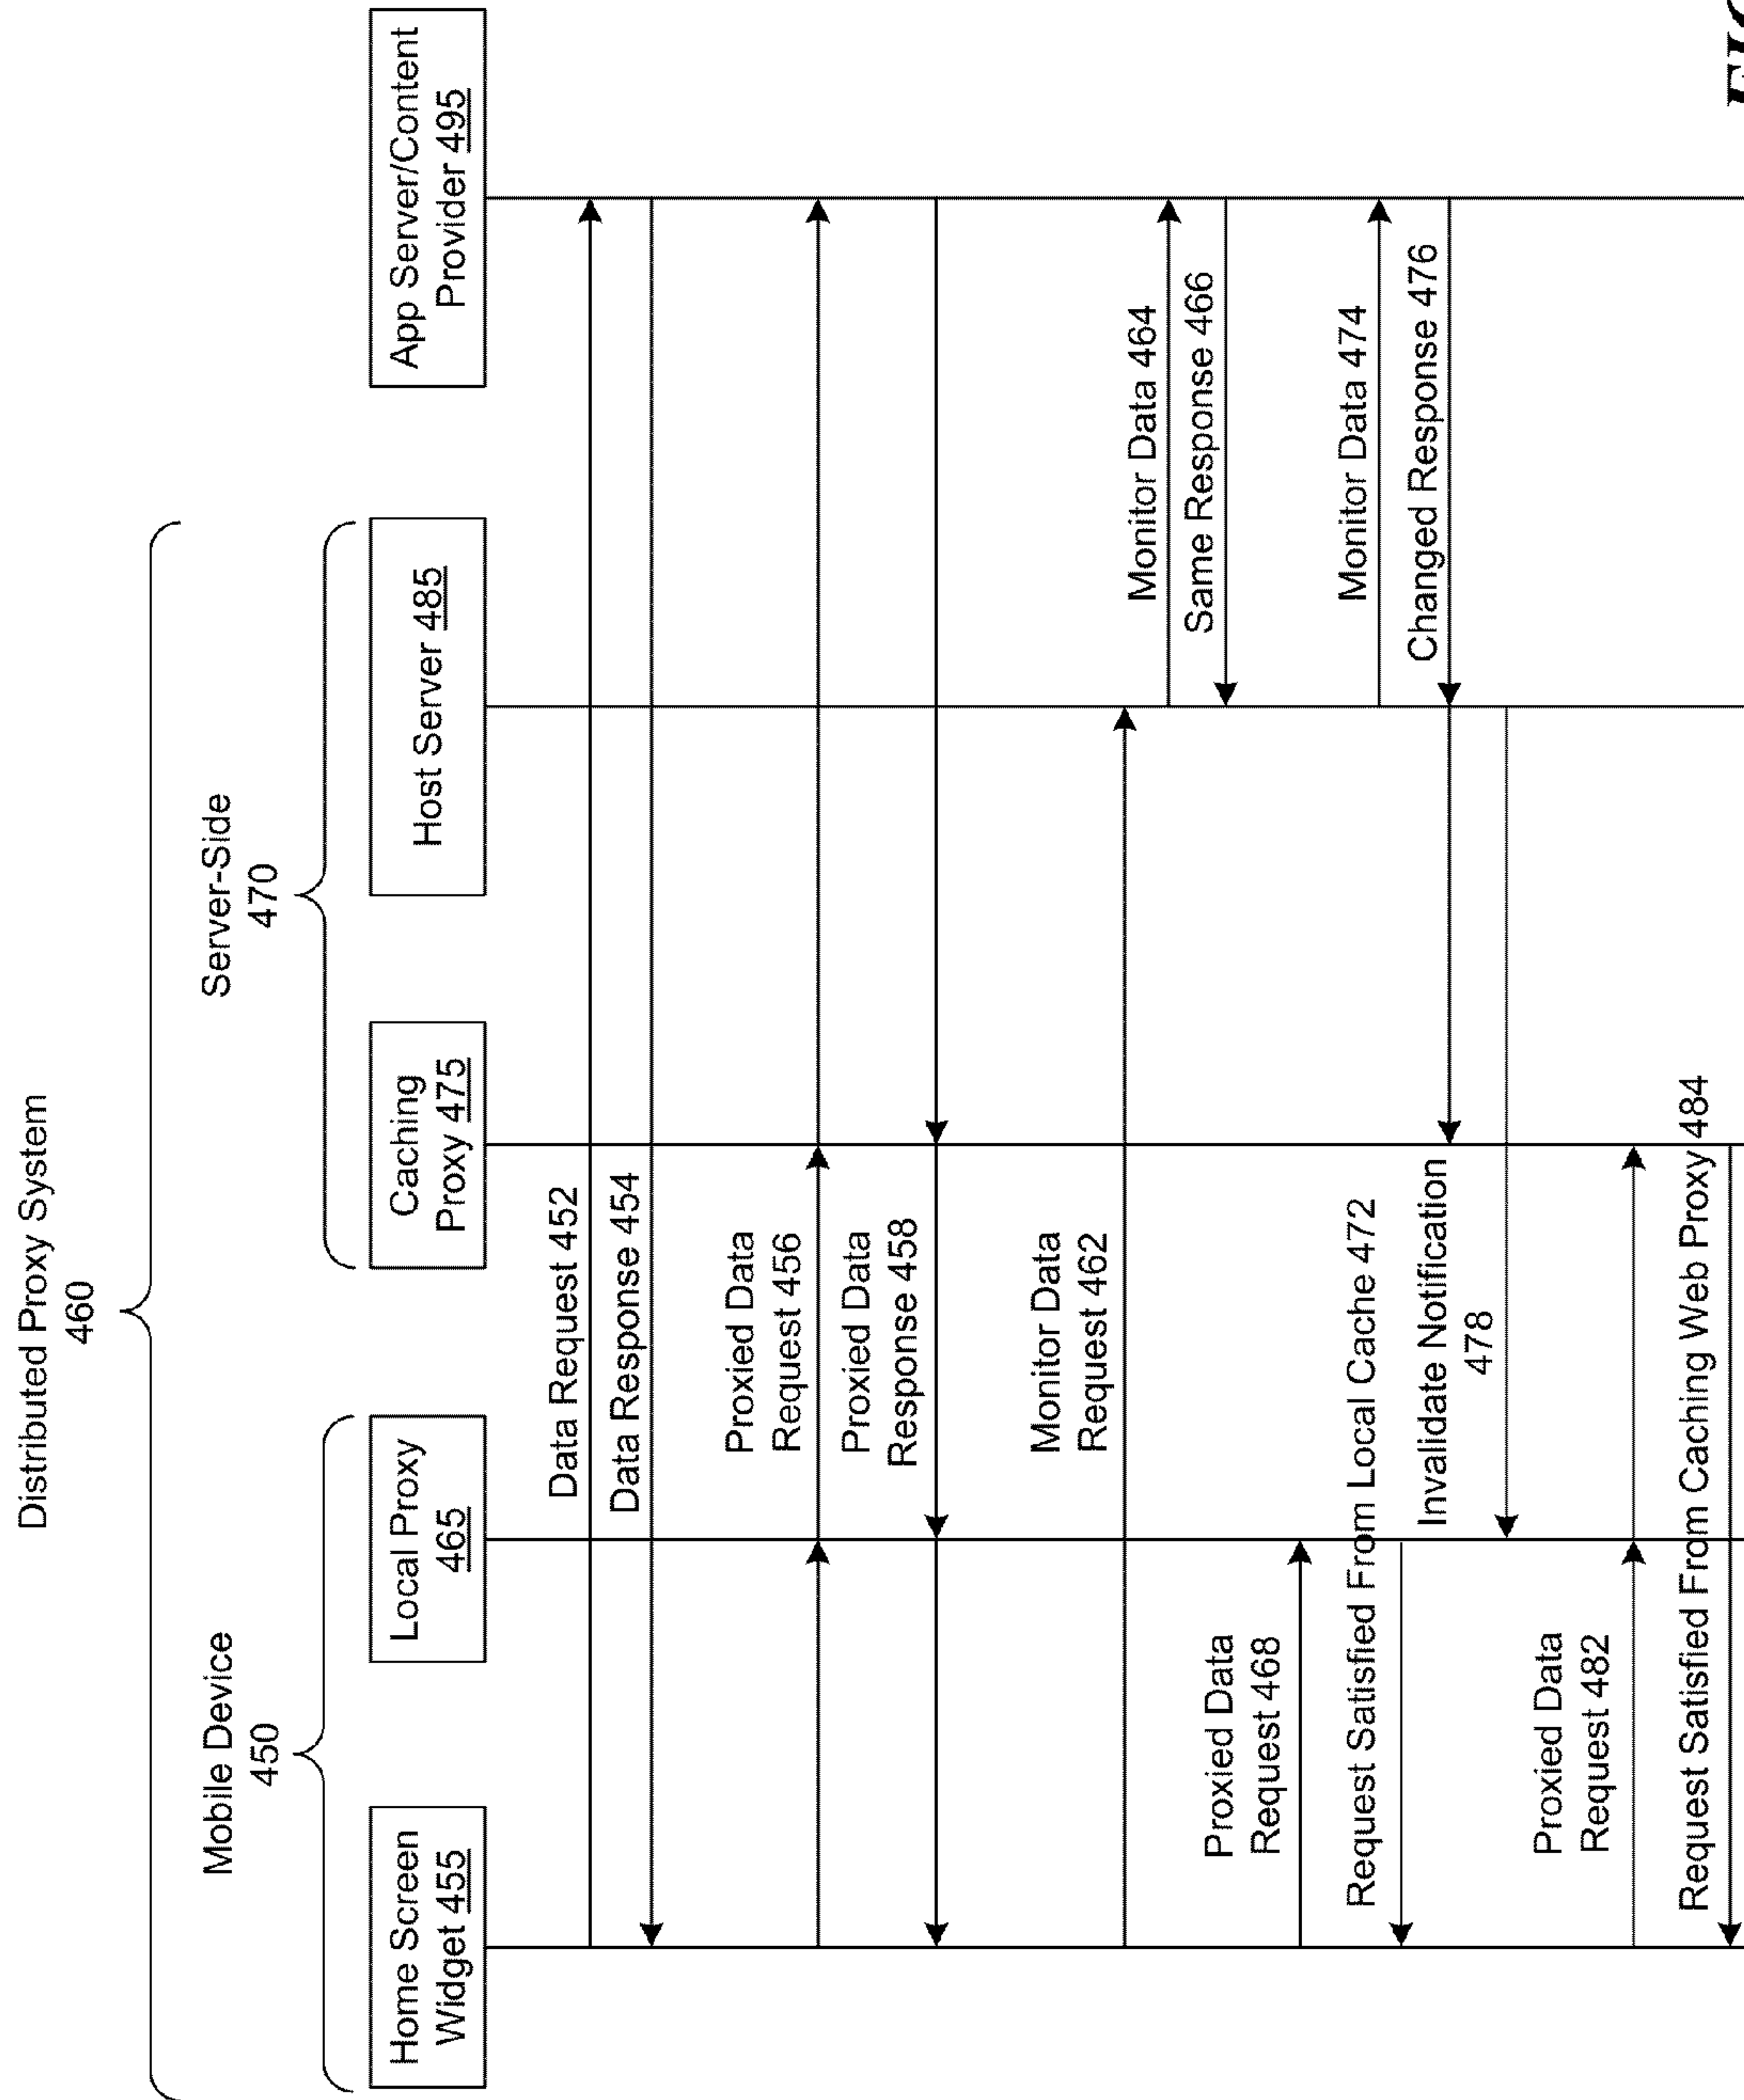 Distributed Proxy System
460
Mobile Device
450
Server-Side
470
Home Screen
Widget 455
Local Proxy
465
Caching
Proxy 475
Host Server 485
App Server/Content
Provider 495
Data Request 452
Data Response 454
Proxied Data
Request 456
Proxied Data
Response 458
Monitor Data
Request 462
Monitor Data 464
Same Response 466
Proxied Data
Request 468
Request Satisfied From Local Cache 472
Monitor Data 474
Changed Response 476
Invalidate Notification
478
Proxied Data
Request 482
Request Satisfied From Caching Web Proxy 484